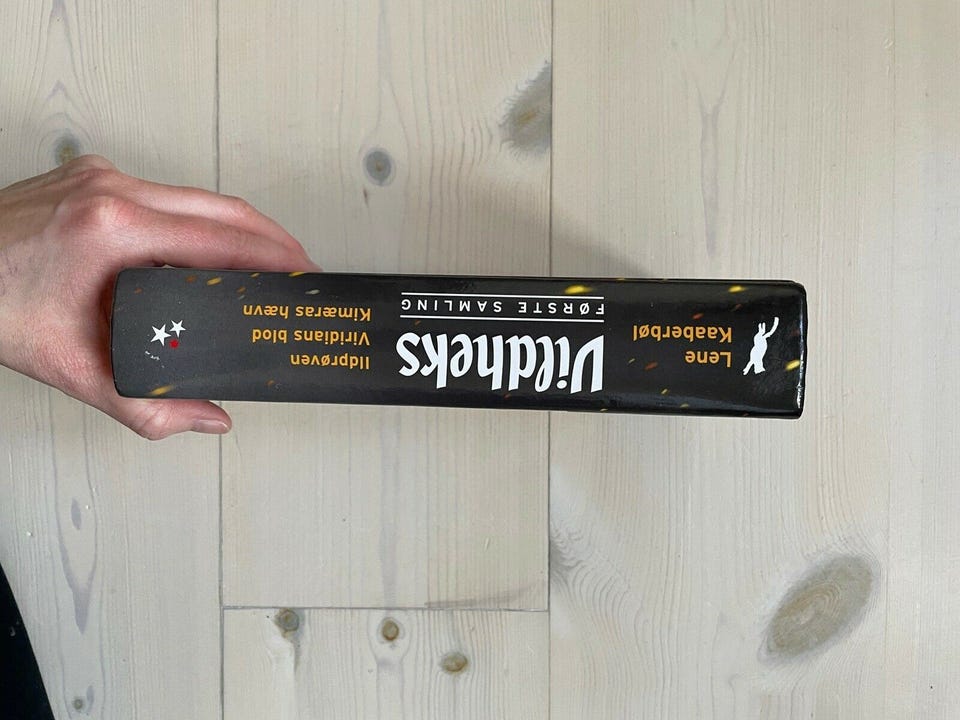 Lene
Kaaberbøl
Vildheks
FØRSTE SAMLING
Ildprøven
Viridians blod
Kimæras hævn